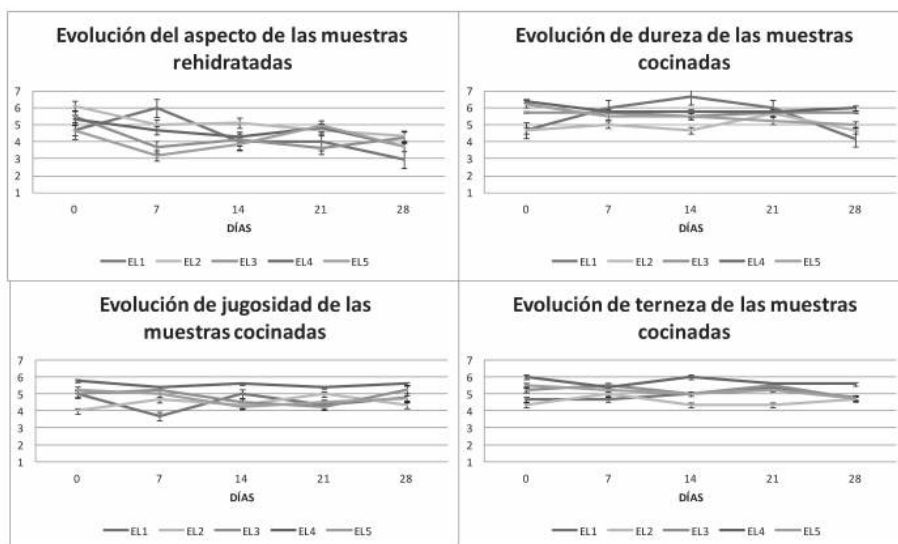 Evolución del aspecto de las muestras
rehidratadas
7
6
5
4
3
2
1
0 7 14 21 28
DÍAS
EL1 EL2 EL3 EL4 EL5
Evolución de dureza de las muestras
cocinadas
7
6
5
4
3
2
1
0 7 14 21 28
DÍAS
EL1 EL2 EL3 EL4 EL5
Evolución de jugosidad de las
muestras cocinadas
7
6
5
4
3
2
1
0 7 14 21 28
DÍAS
EL1 EL2 EL3 EL4 EL5
Evolución de terneza de las muestras
cocinadas
7
6
5
4
3
2
1
0 7 14 21 28
DÍAS
EL1 EL2 EL3 EL4 EL5